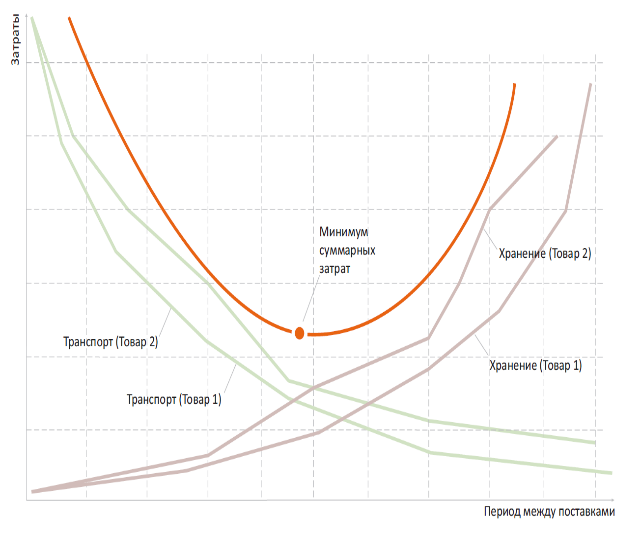 Затраты
Минимум
суммарных
затрат
Хранение (Товар 2)
Транспорт (Товар 2)
Хранение (Товар 1)
Транспорт (Товар 1)
Период между поставками